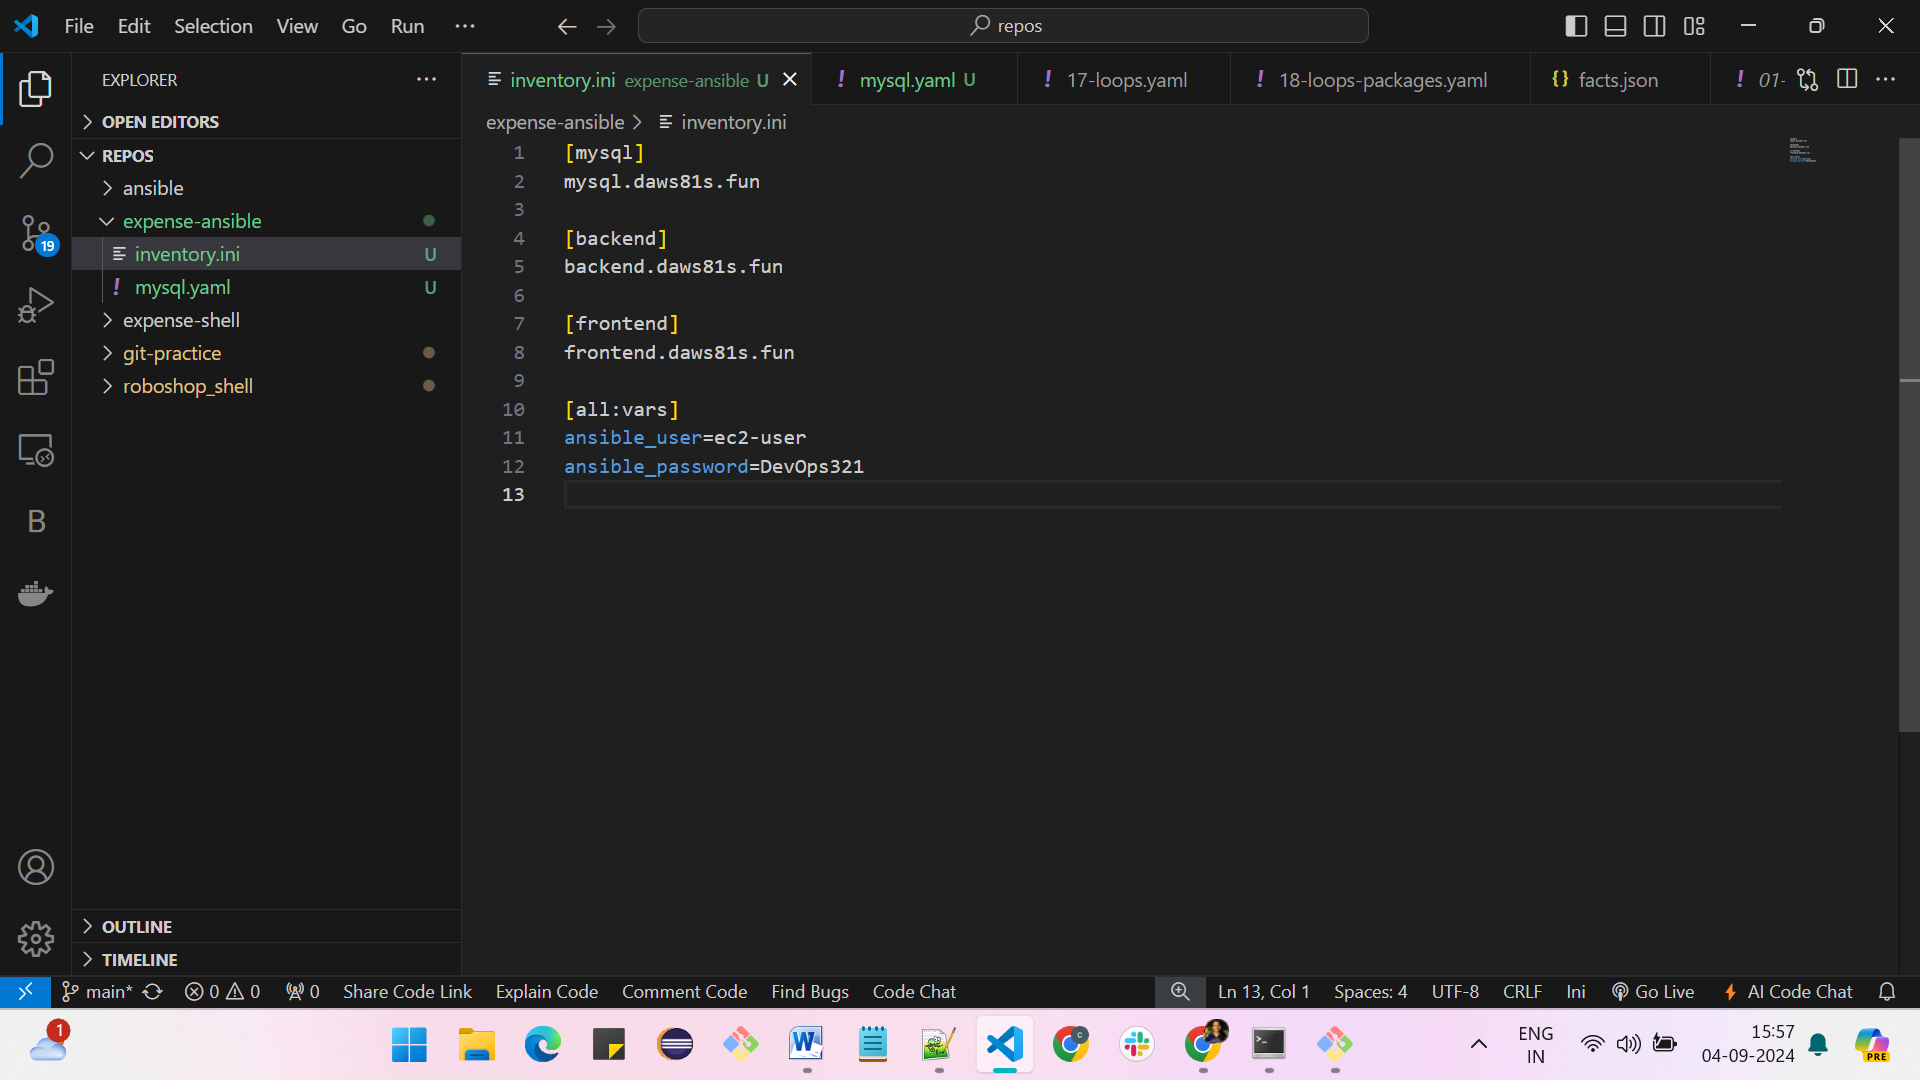 File Edit Selection View Go Run ···
repos
EXPLORER ···
OPEN EDITORS
REPOS
ansible
expense-ansible
inventory.ini U
mysql.yaml U
expense-shell
git-practice
roboshop_shell
19
B
OUTLINE
TIMELINE
inventory.ini expense-ansible U
! mysql.yaml U
! 17-loops.yaml
! 18-loops-packages.yaml
{} facts.json
! 01-
expense-ansible > inventory.ini
1 [mysql]
2 mysql.daws81s.fun
3
4 [backend]
5 backend.daws81s.fun
6
7 [frontend]
8 frontend.daws81s.fun
9
10 [all:vars]
11 ansible_user=ec2-user
12 ansible_password=DevOps321
13
main* 0 0 0 Share Code Link Explain Code Comment Code Find Bugs Code Chat
Ln 13, Col 1 Spaces: 4 UTF-8 CRLF Ini Go Live AI Code Chat
1
W
C
ENG
IN
15:57
04-09-2024
PRE